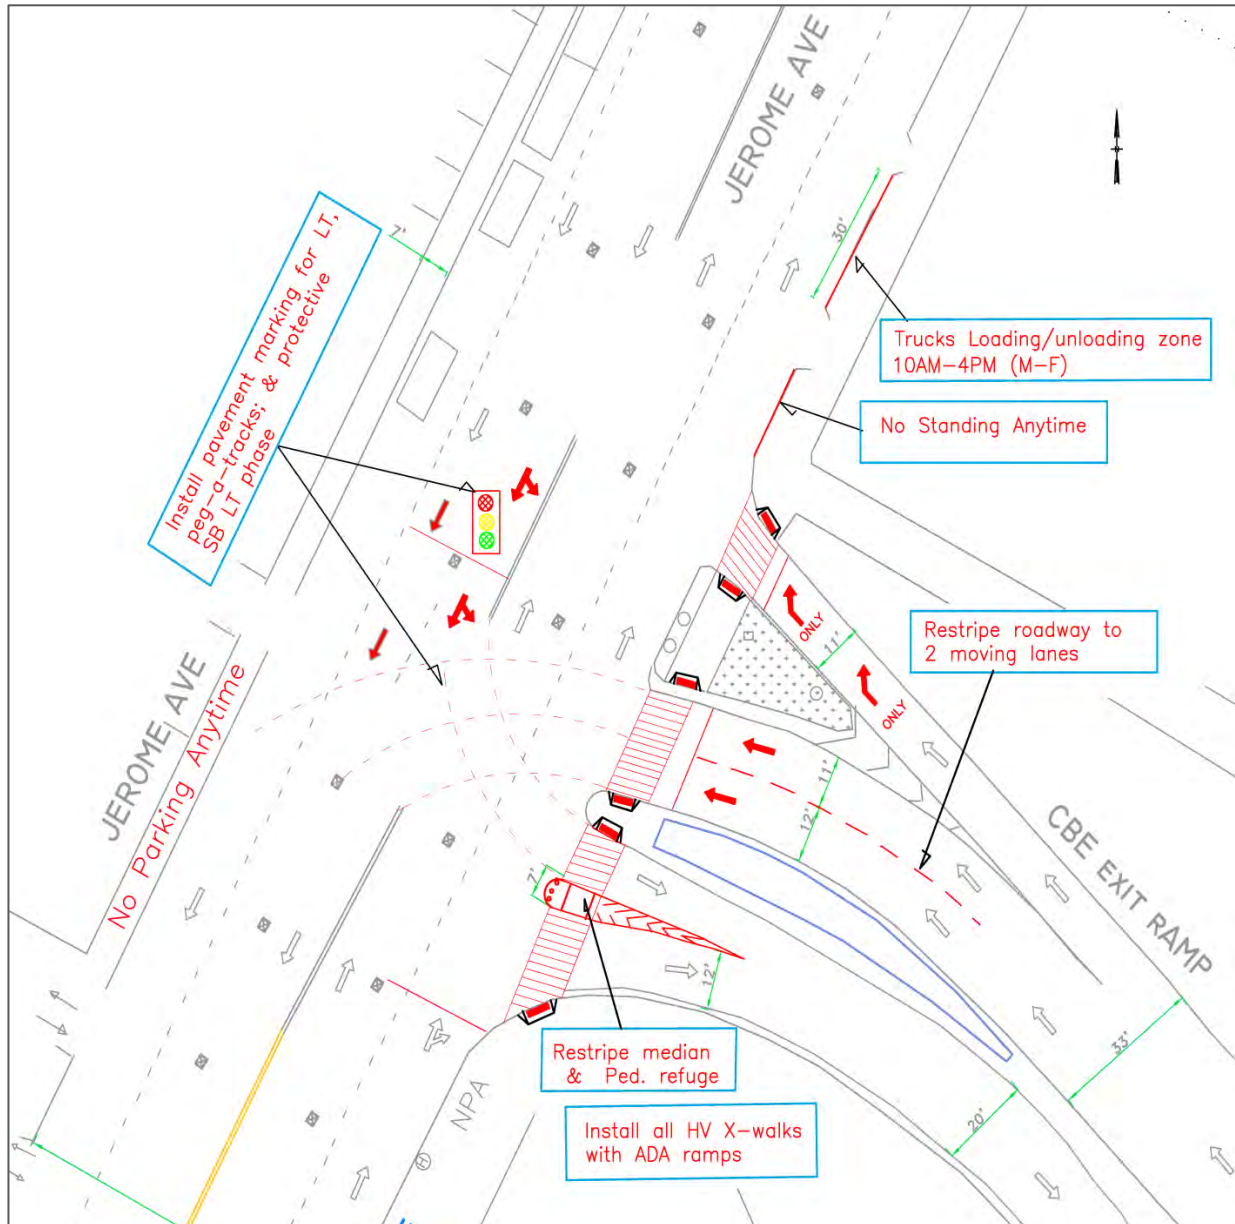 JEROME AVE
7'
Install pavement marking for LT,
peg-a-tracks; & protective
SB LT phase
30'
Trucks Loading/unloading zone
10AM-4PM (M-F)
No Standing Anytime
ONLY
11'
ONLY
Restripe roadway to
2 moving lanes
JEROME AVE
No Parking Anytime
11'
12'
CBE EXIT RAMP
7'
12'
33'
20'
Restripe median
& Ped. refuge
NPA
Install all HV X-walks
with ADA ramps
H